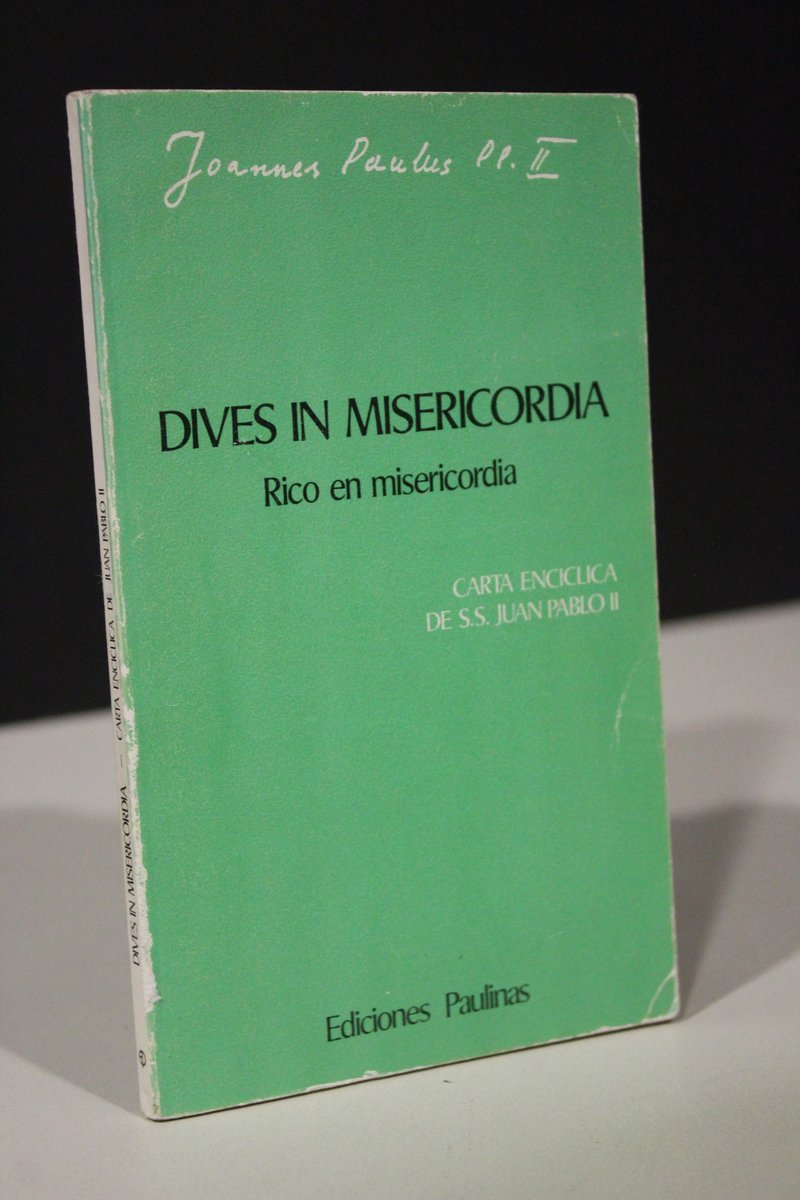 Joannes Paulus PP. II
DIVES IN MISERICORDIA
Rico en misericordia
CARTA ENCICLICA
DE S.S. JUAN PABLO II
Ediciones Paulinas
DIVES IN MISERICORDIA – CARTA ENCICLICA DE JUAN PABLO II